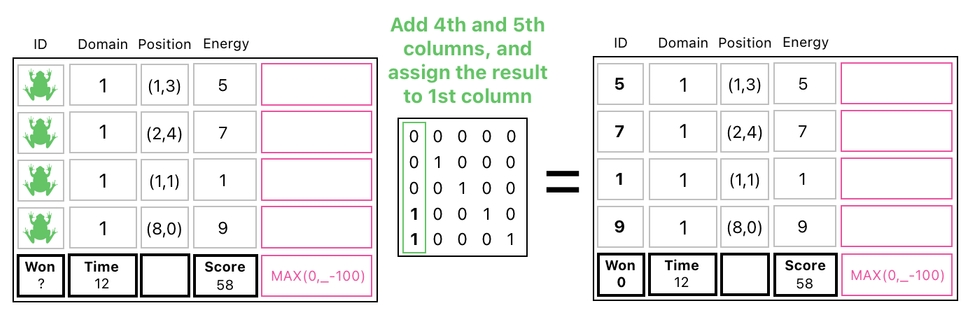 Add 4th and 5th
columns, and
assign the result
to 1st column
ID Domain Position Energy
1 (1,3) 5
1 (2,4) 7
1 (1,1) 1
1 (8,0) 9
Won Time Score
? 12 58 MAX(0,_-100)
0 0 0 0 0
0 1 0 0 0
0 0 1 0 0
1 0 0 1 0
1 0 0 0 1
=
ID Domain Position Energy
5 1 (1,3) 5
7 1 (2,4) 7
1 1 (1,1) 1
9 1 (8,0) 9
Won Time Score
0 12 58 MAX(0,_-100)